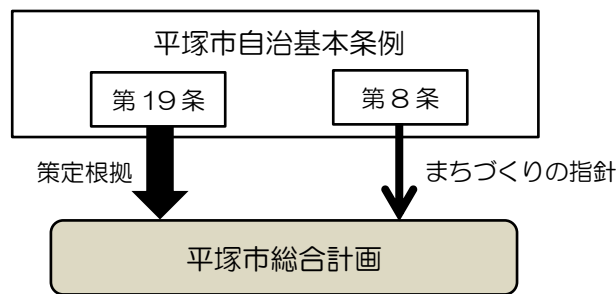 平塚市自治基本条例
第19条
第8条
策定根拠
まちづくりの指針
平塚市総合計画